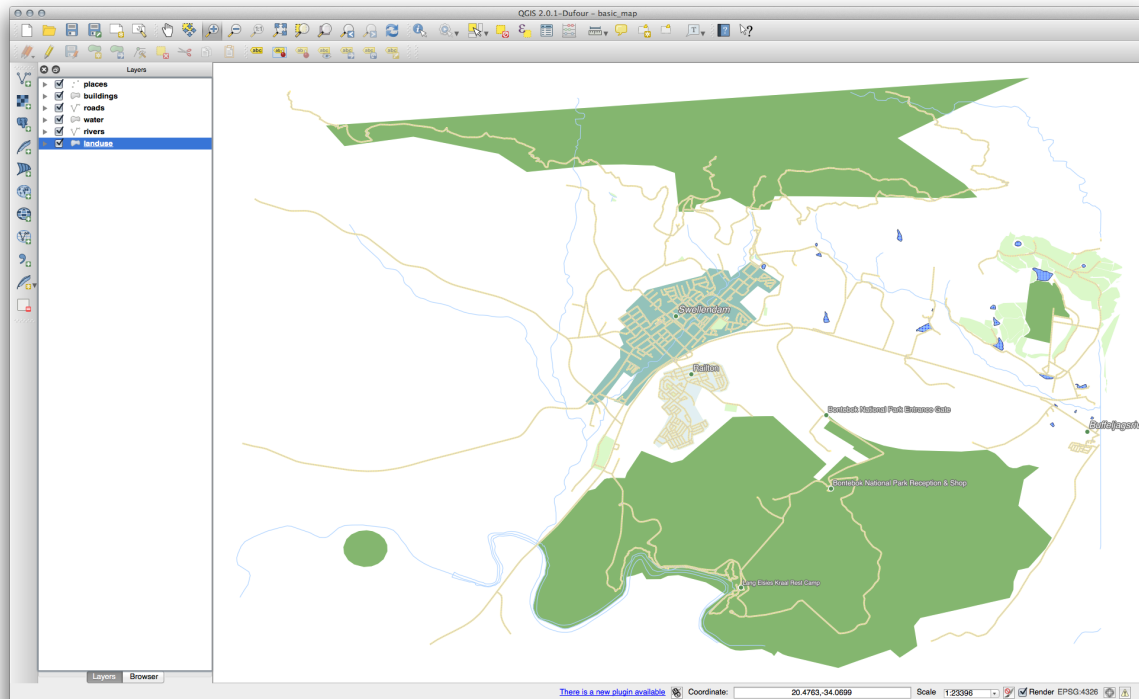 QGIS 2.0.1-Dufour - basic_map
Layers
places
buildings
roads
water
rivers
landuse
Swellendam
Railton
Bontebok National Park Entrance Gate
Buffeljagsriv
Bontebok National Park Reception & Shop
Lang Elsies Kraal Rest Camp
Layers Browser
There is a new plugin available Coordinate: 20.4763,-34.0699 Scale 1:23396 Render EPSG:4326